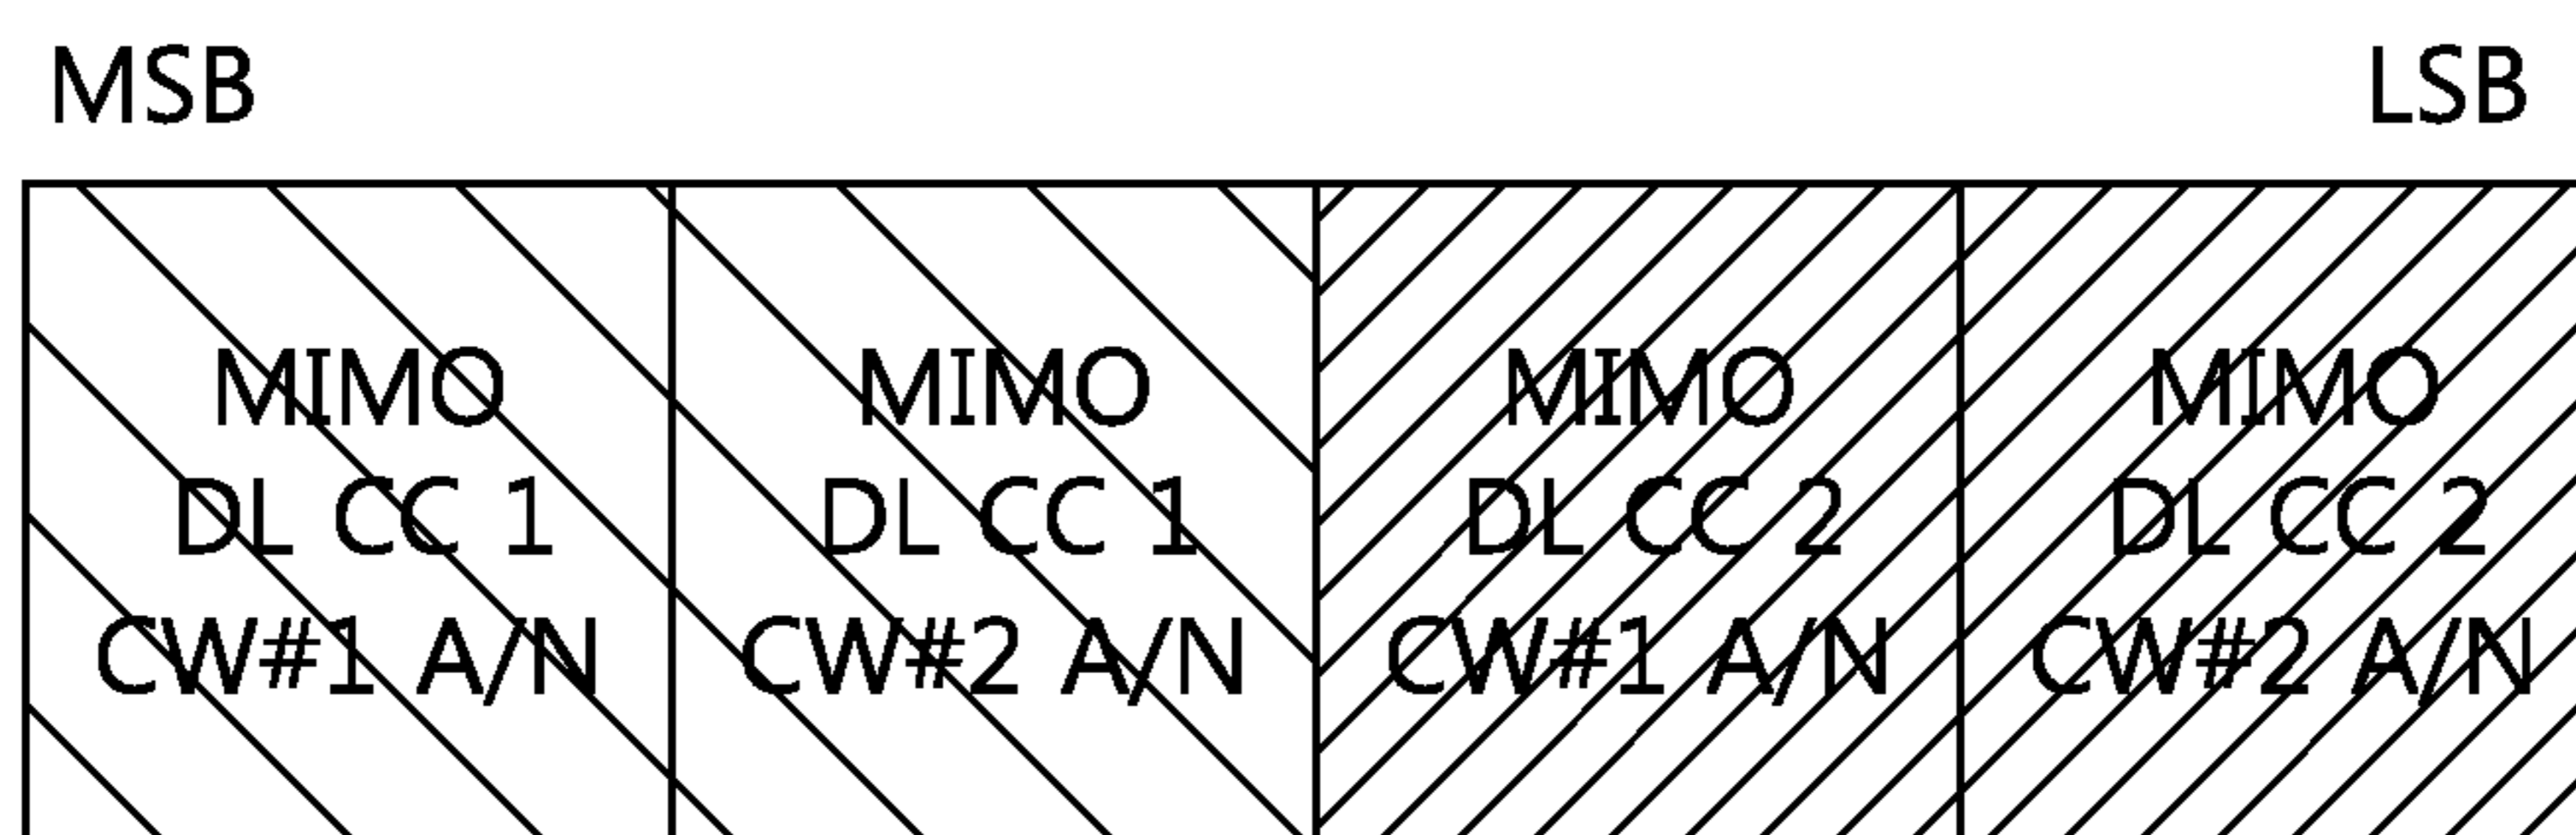 MSB LSB
MIMO MIMO MIMO MIMO
DL CC 1 DL CC 1 DL CC 2 DL CC 2
CW#1 A/N CW#2 A/N CW#1 A/N CW#2 A/N